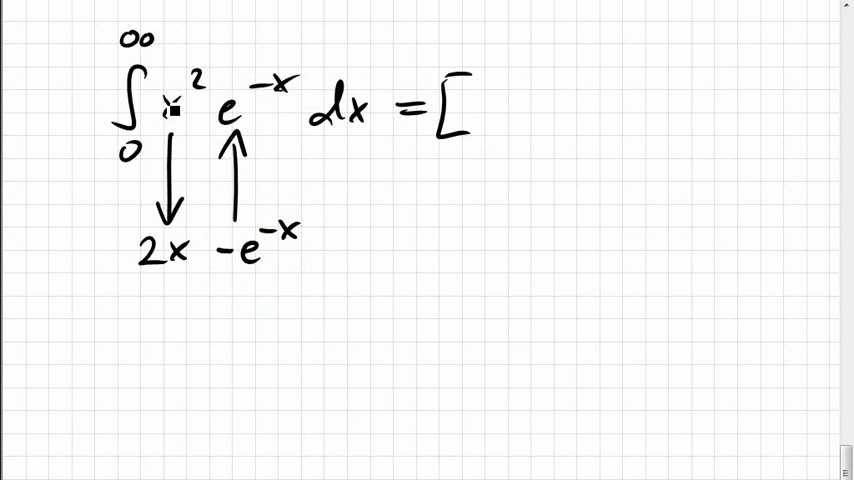 ∞
∫ x² e^-x dx = [
0
2x -e^-x